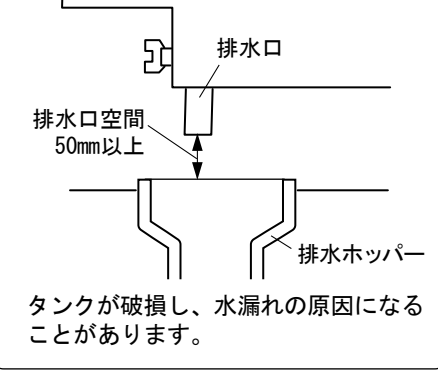 排水口
排水口空間
50mm以上
排水ホッパー
タンクが破損し、水漏れの原因になる
ことがあります。